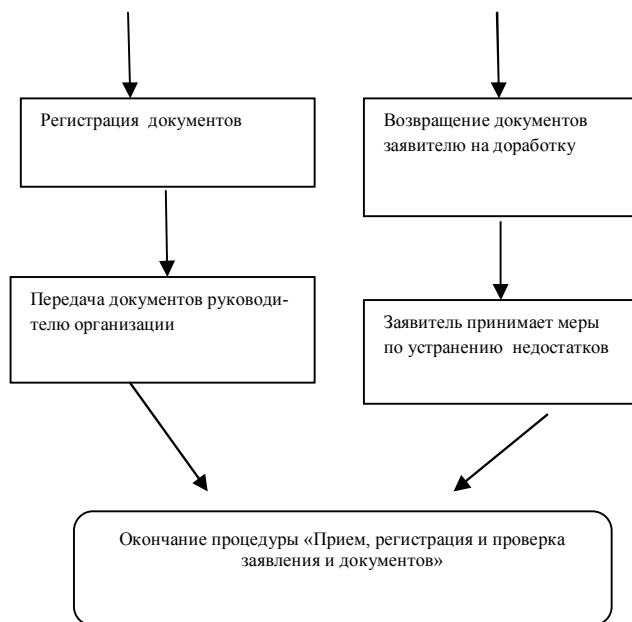 Регистрация документов
Возвращение документов
заявителю на доработку
Передача документов руководи-
телю организации
Заявитель принимает меры
по устранению недостатков
Окончание процедуры «Прием, регистрация и проверка
заявления и документов»